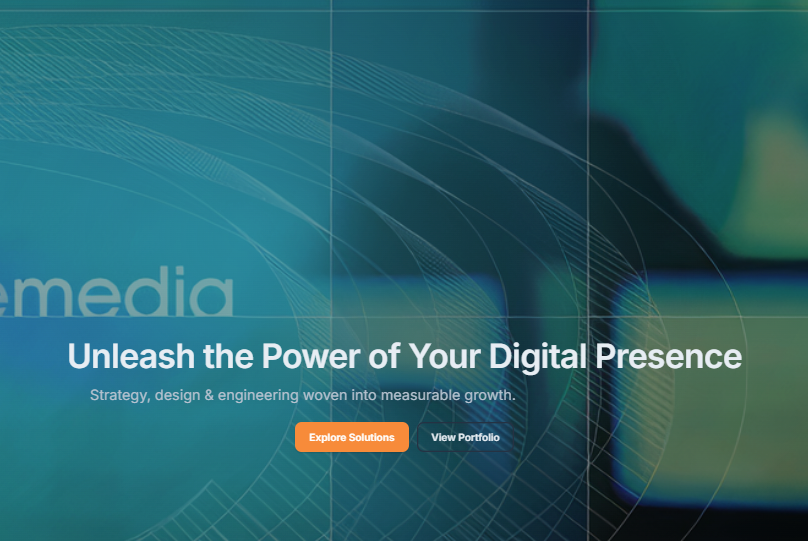 emedia
Unleash the Power of Your Digital Presence
Strategy, design & engineering woven into measurable growth.
Explore Solutions
View Portfolio